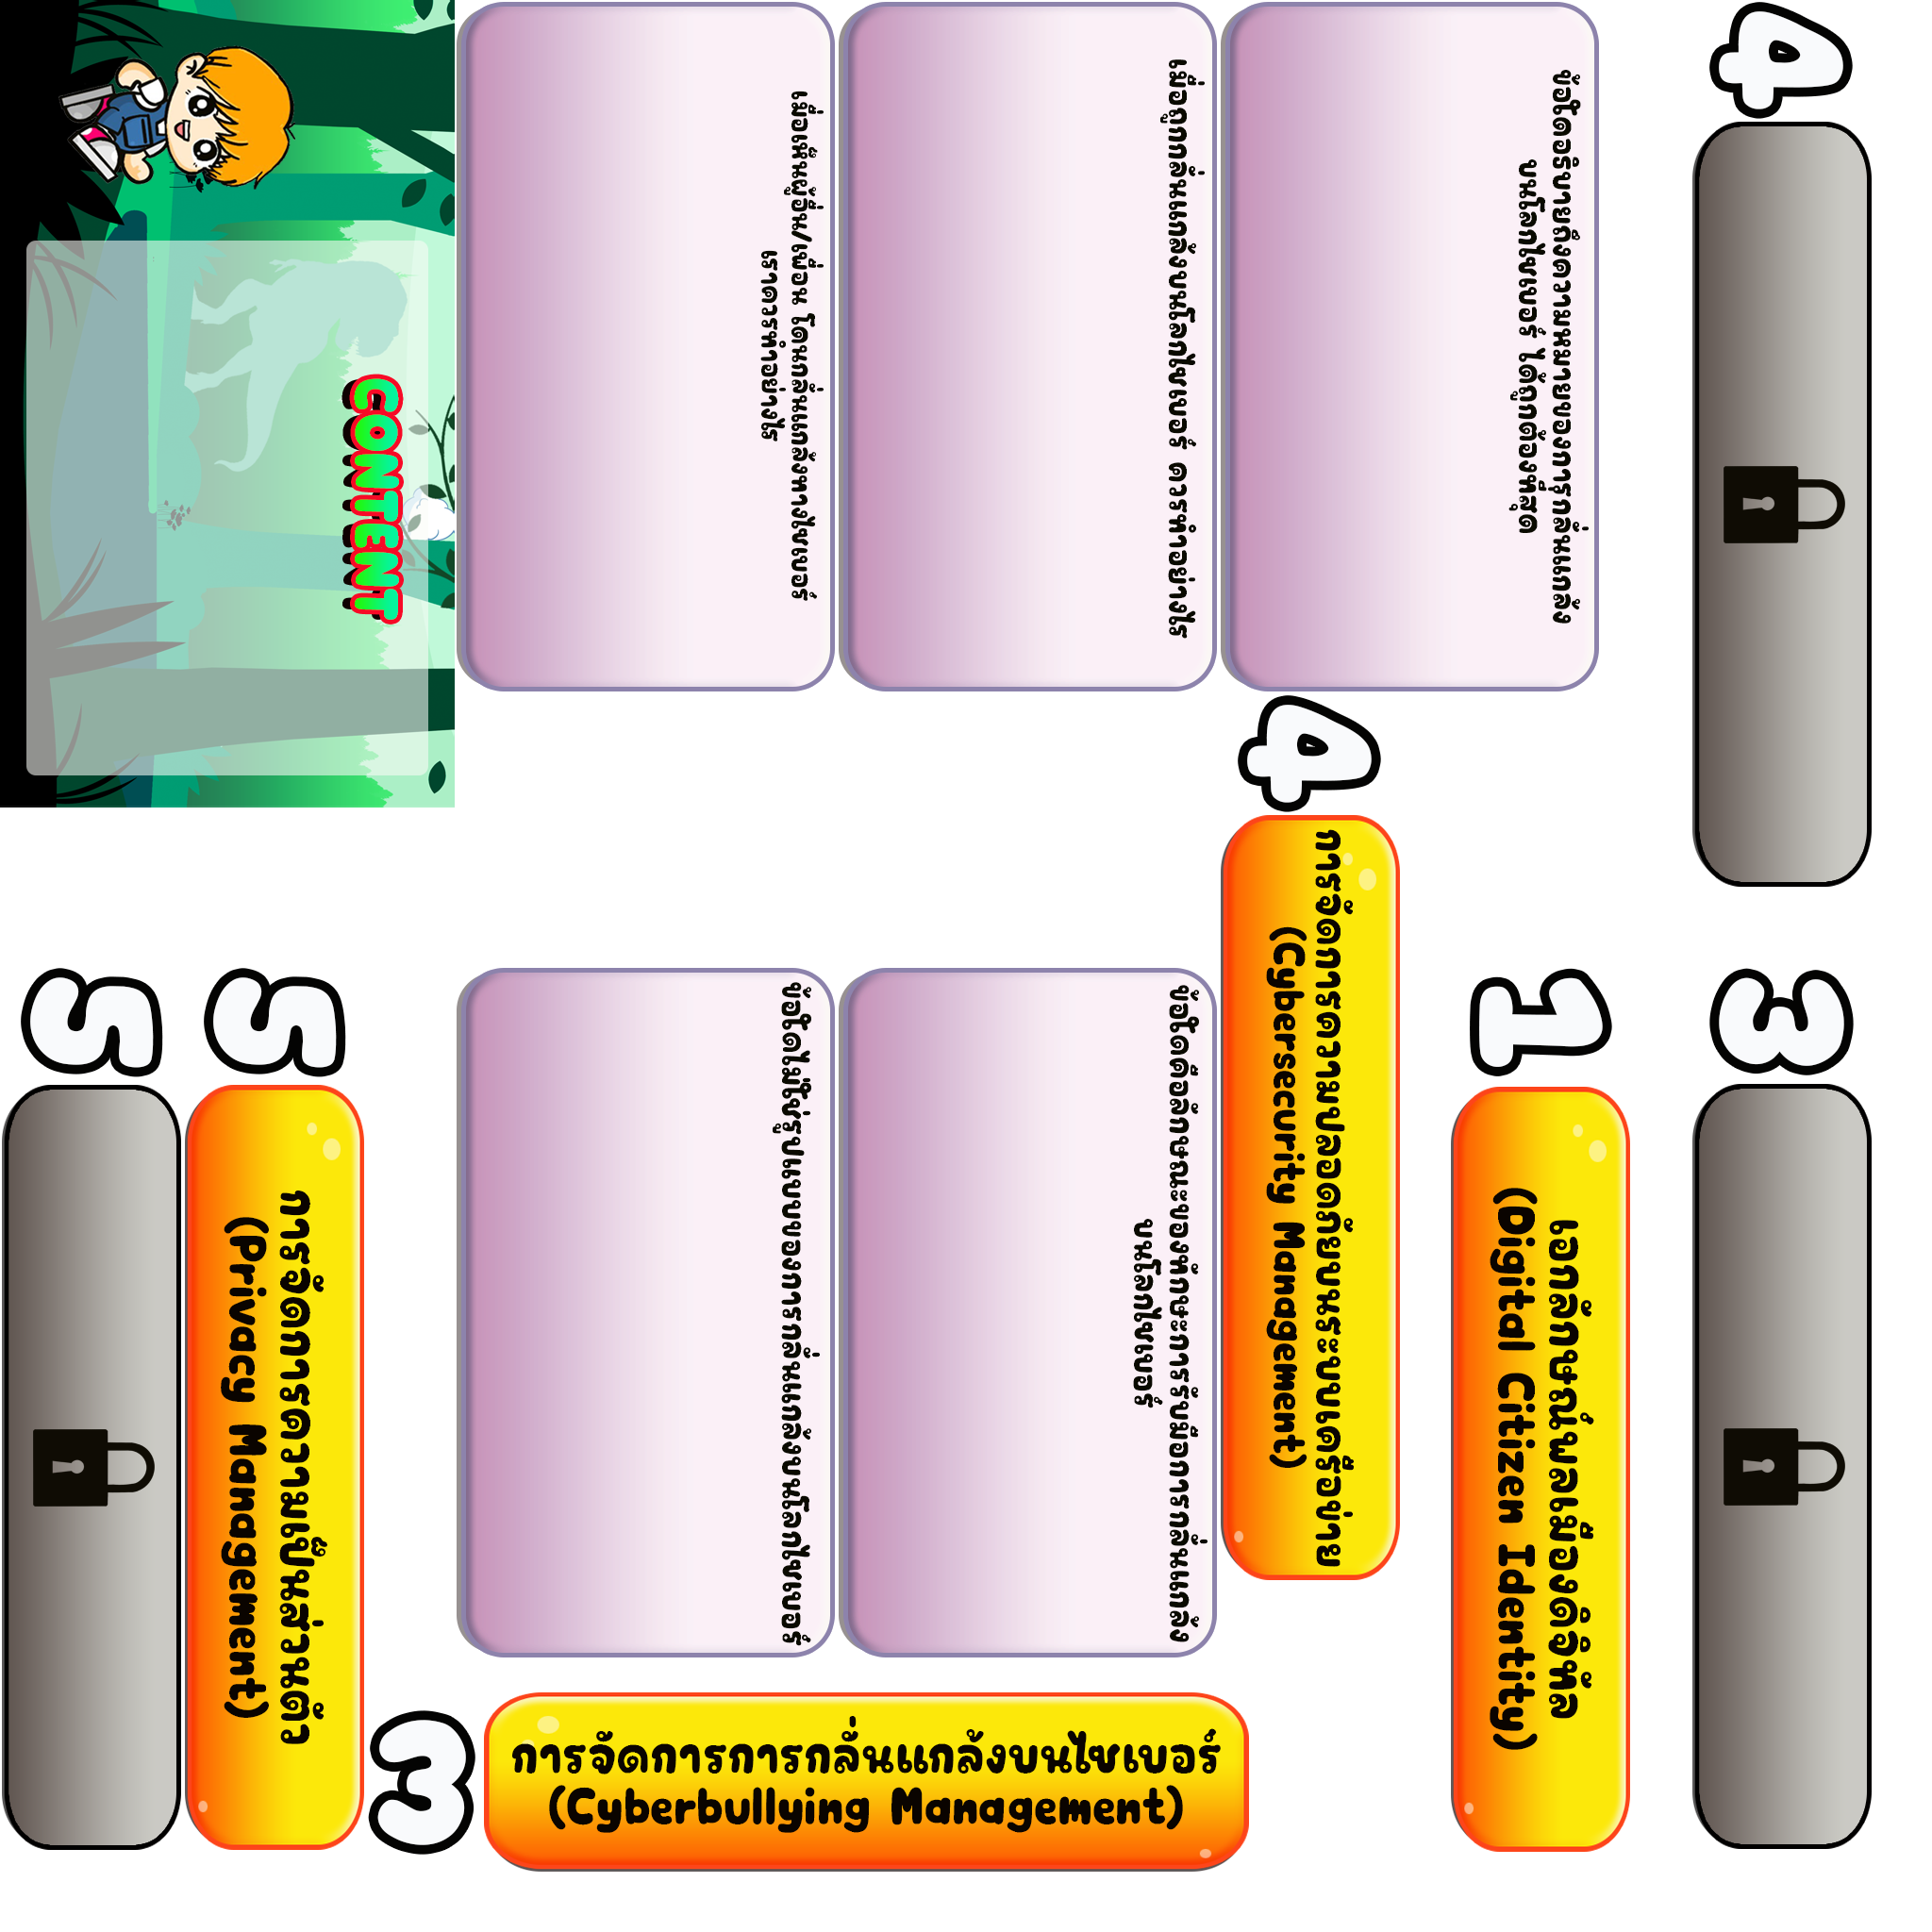 CONTENT
เมื่อเห็นผู้อื่น/เพื่อน โดนกลั่นแกล้งทางไซเบอร์
เราควรทำอย่างไร
เมื่อถูกกลั่นแกล้งบนโลกไซเบอร์ ควรทำอย่างไร
ข้อใดอธิบายถึงความหมายของการถูกกลั่นแกล้ง
บนโลกไซเบอร์ ได้ถูกต้องที่สุด
4
4
การจัดการความปลอดภัยบนระบบเครือข่าย
(Cybersecurity Management)
5
5
การจัดการความเป็นส่วนตัว
(Privacy Management)
ข้อใดไม่ใช่รูปแบบของการกลั่นแกล้งบนโลกไซเบอร์
ข้อใดคือลักษณะของทักษะการรับมือการกลั่นแกล้ง
บนโลกไซเบอร์
1
เอกลักษณ์พลเมืองดิจิทัล
(Digital Citizen Identity)
3
3
การจัดการการกลั่นแกล้งบนไซเบอร์
(Cyberbullying Management)